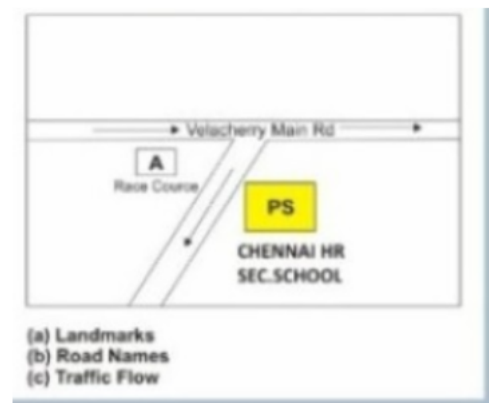 Velacherry Main Rd
A
Race Cource
PS
CHENNAI HR
SEC.SCHOOL
(a) Landmarks
(b) Road Names
(c) Traffic Flow